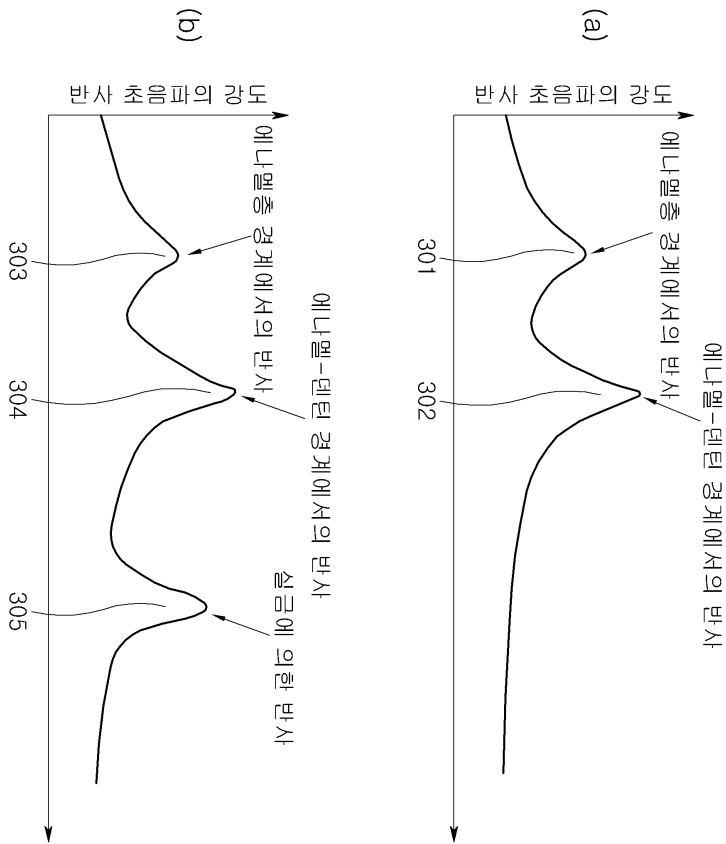 (a)
반사 초음파의 강도
에나멜층 경계에서의 반사
에나멜-덴틴 경계에서의 반사
301
302
(b)
반사 초음파의 강도
에나멜층 경계에서의 반사
에나멜-덴틴 경계에서의 반사
실금에 의한 반사
303
304
305